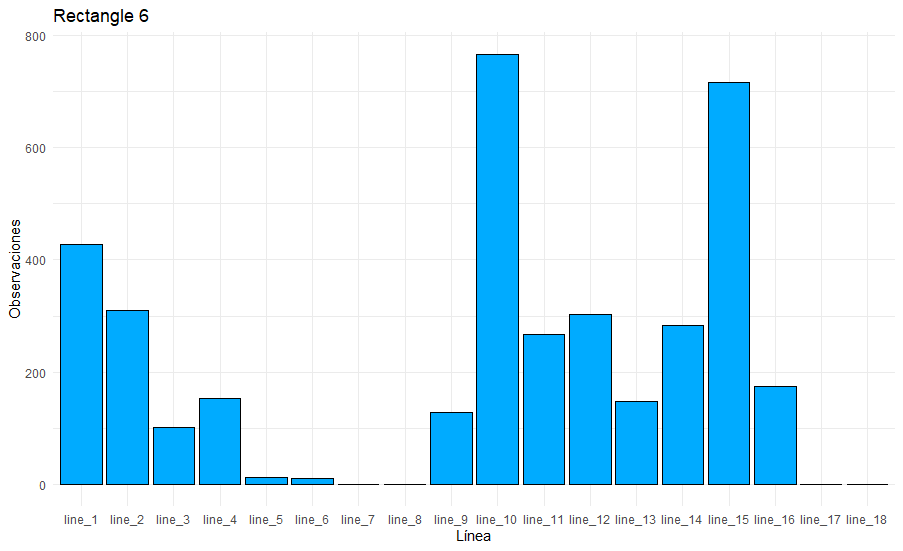 Rectangle 6
800
600
400
200
0
Observaciones
line_1 line_2 line_3 line_4 line_5 line_6 line_7 line_8 line_9 line_10 line_11 line_12 line_13 line_14 line_15 line_16 line_17 line_18
Línea